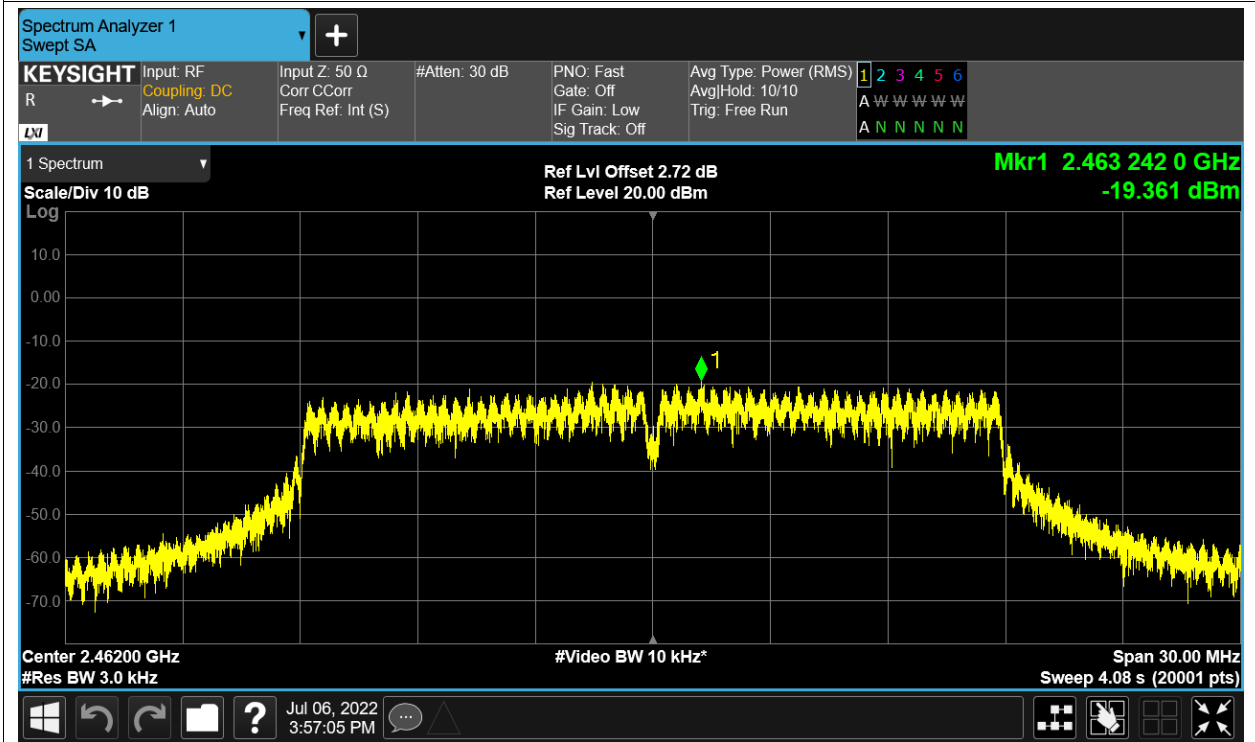 Spectrum Analyzer 1
Swept SA
+
KEYSIGHT
R
LXI
Input: RF
Coupling: DC
Align: Auto
Input Z: 50 Ω
Corr CCorr
Freq Ref: Int (S)
#Atten: 30 dB
PNO: Fast
Gate: Off
IF Gain: Low
Sig Track: Off
Avg Type: Power (RMS)
Avg|Hold: 10/10
Trig: Free Run
1 2 3 4 5 6
A W W W W W
A N N N N N
1 Spectrum
Scale/Div 10 dB
Log
Ref Lvl Offset 2.72 dB
Ref Level 20.00 dBm
Mkr1 2.463 242 0 GHz
-19.361 dBm
10.0
0.00
-10.0
-20.0
-30.0
-40.0
-50.0
-60.0
-70.0
1
Center 2.46200 GHz
#Res BW 3.0 kHz
#Video BW 10 kHz*
Span 30.00 MHz
Sweep 4.08 s (20001 pts)
?
Jul 06, 2022
3:57:05 PM